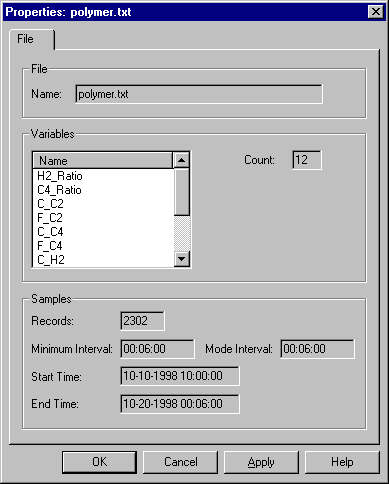 Properties: polymer.txt
File
File
Name: polymer.txt
Variables
Name
Count: 12
H2_Ratio
C4_Ratio
C_C2
F_C2
C_C4
F_C4
C_H2
Samples
Records: 2302
Minimum Interval: 00:06:00 Mode Interval: 00:06:00
Start Time: 10-10-1998 10:00:00
End Time: 10-20-1998 00:06:00
OK Cancel Apply Help